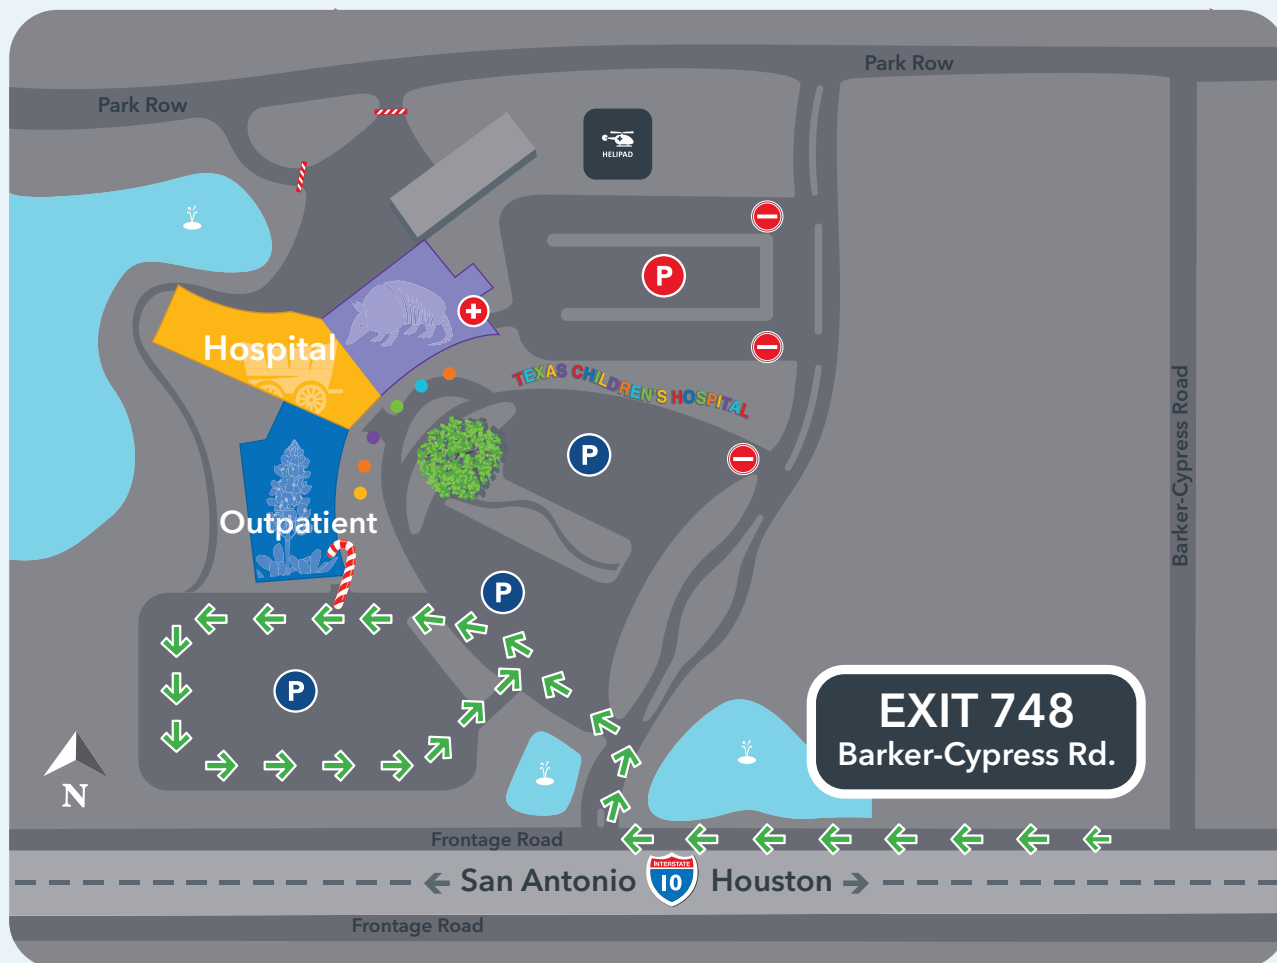 Park Row
Park Row
HELIPAD
P
Hospital
TEXAS CHILDREN'S HOSPITAL
P
Barker-Cypress Road
Outpatient
P
P
EXIT 748
Barker-Cypress Rd.
N
Frontage Road
INTERSTATE
San Antonio 10 Houston
Frontage Road